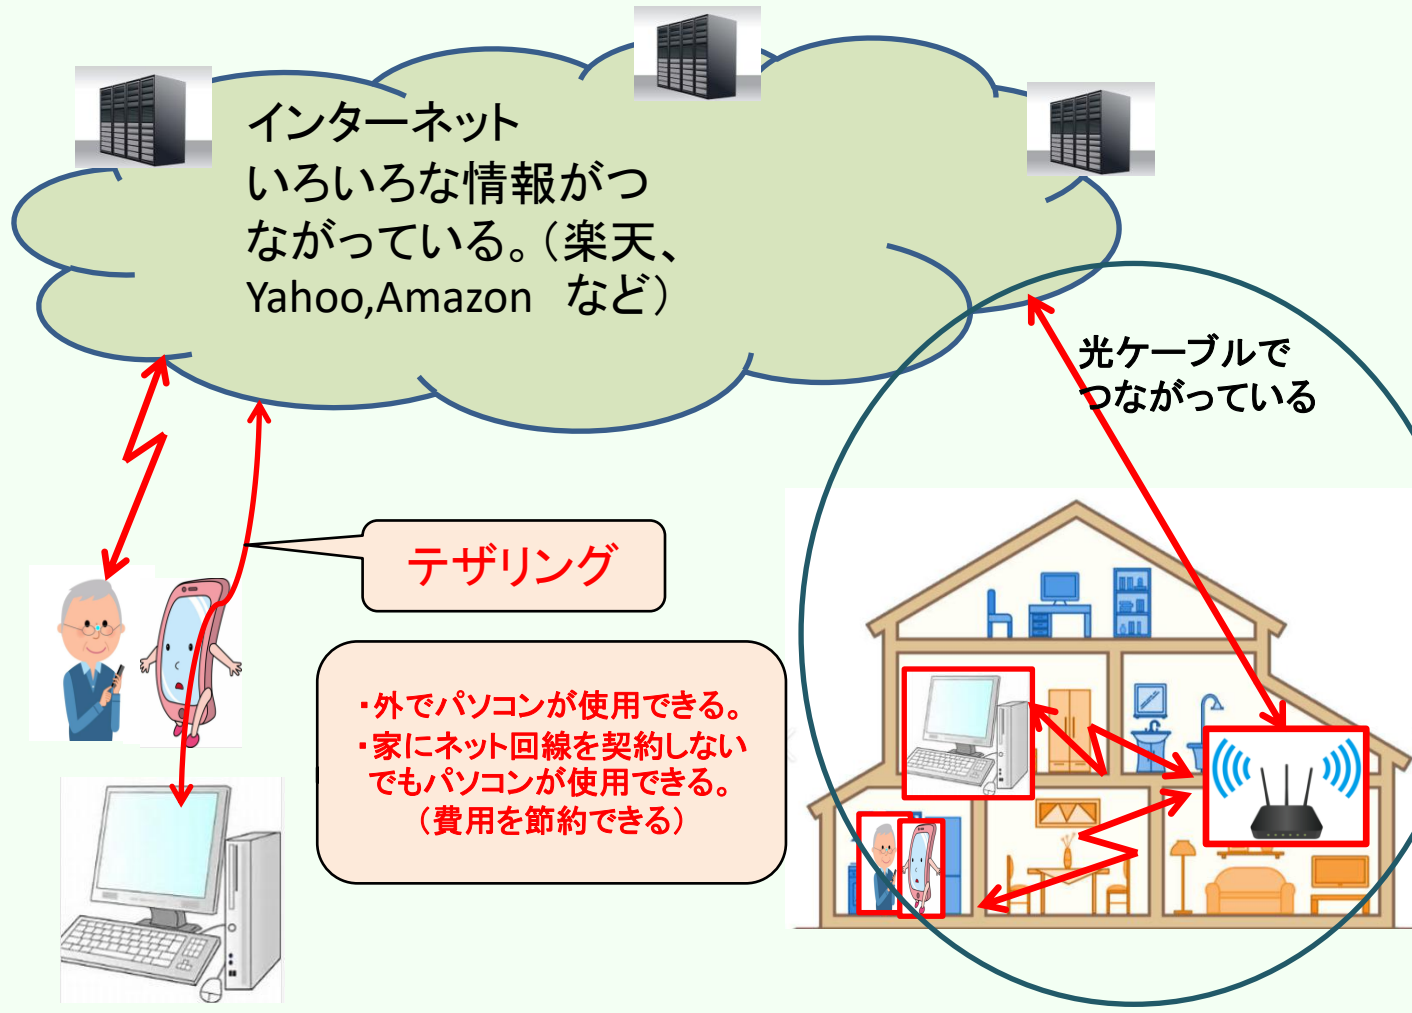 インターネット
いろいろな情報がつ
ながっている。（楽天、
Yahoo,Amazon　など）
光ケーブルで
つながっている
テザリング
・外でパソコンが使用できる。
・家にネット回線を契約しない
でもパソコンが使用できる。
（費用を節約できる）